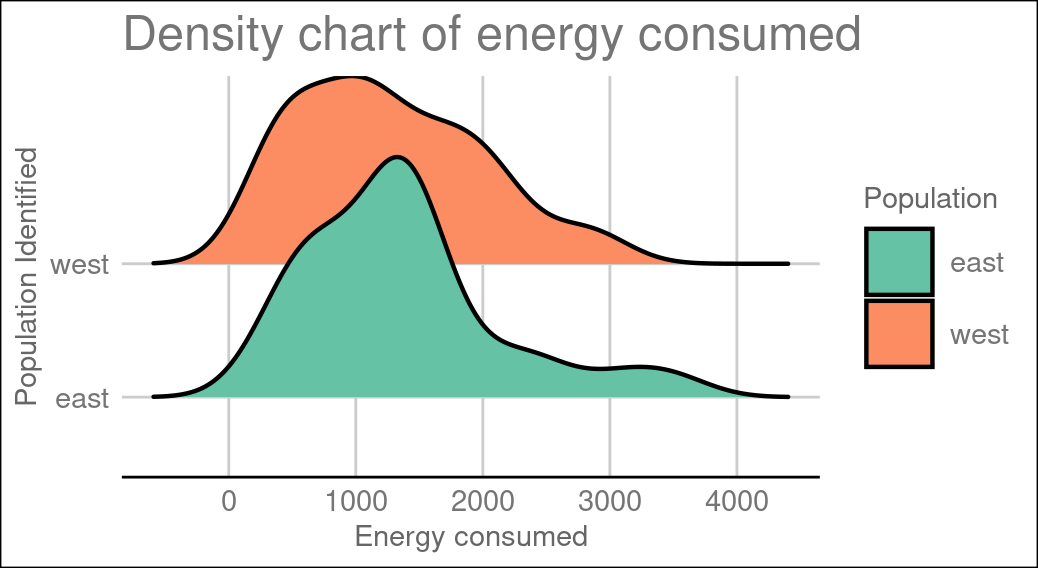 Density chart of energy consumed
Population Identified
west
east
0 1000 2000 3000 4000
Energy consumed
Population
east
west